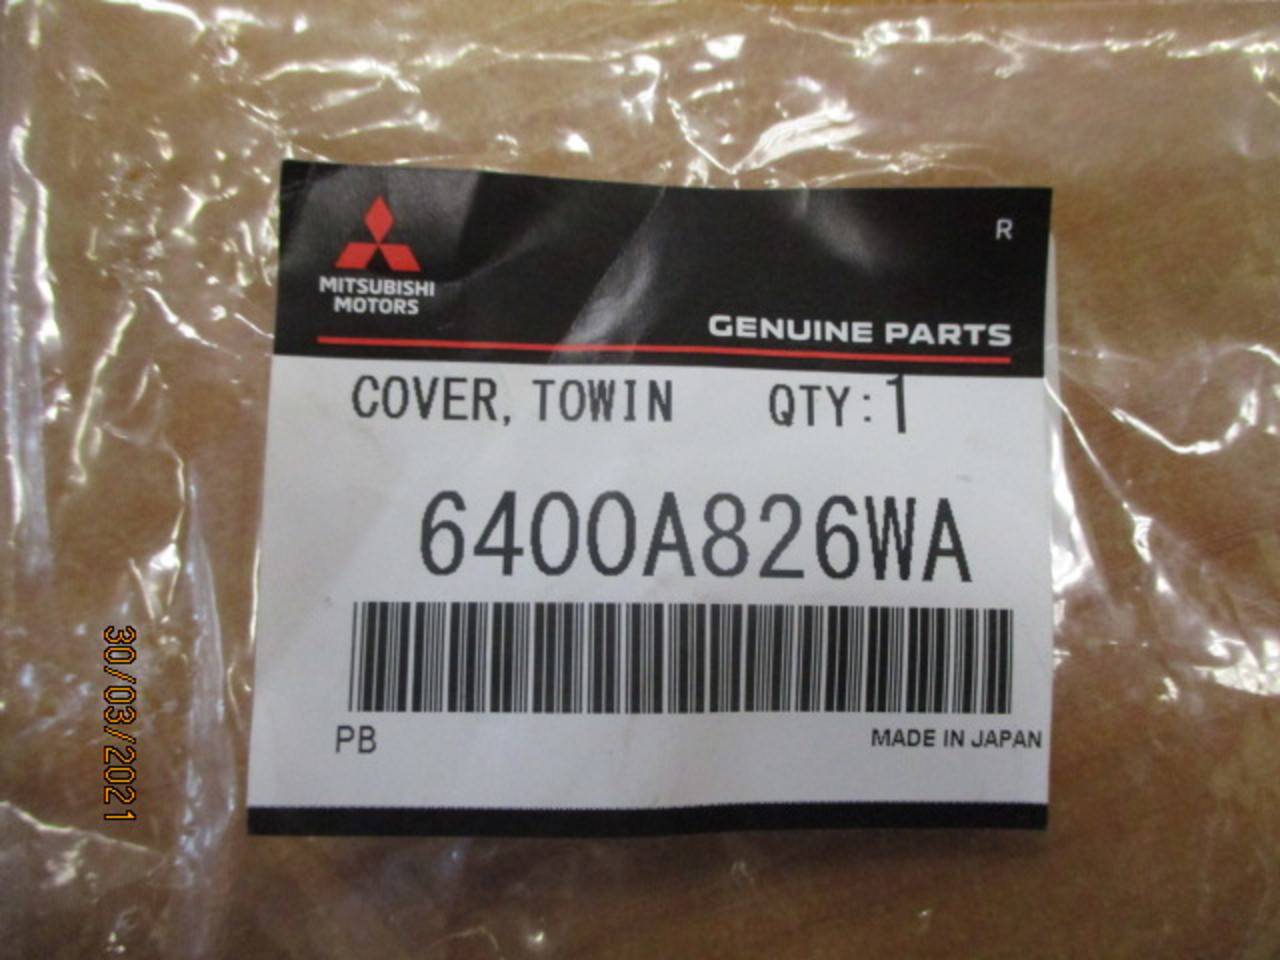 R
MITSUBISHI
MOTORS
GENUINE PARTS
COVER, TOWIN QTY:1
6400A826WA
PB
MADE IN JAPAN
30/03/2021